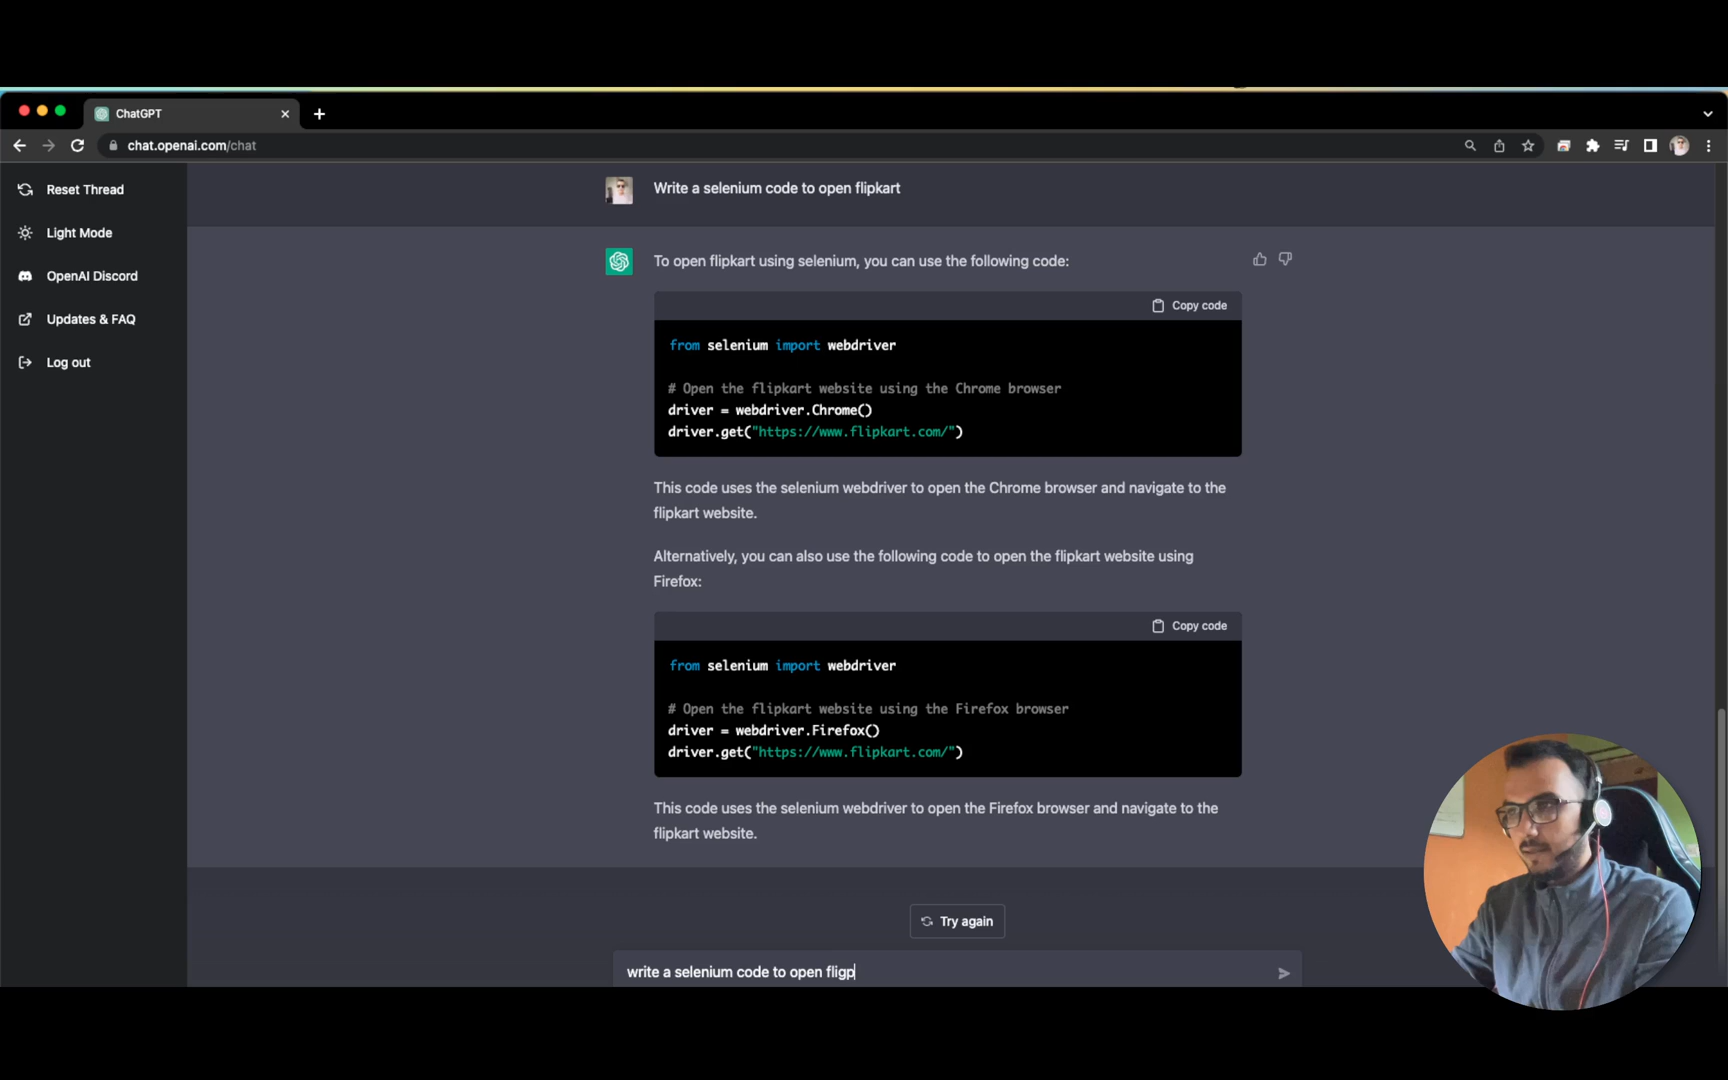 ChatGPT
chat.openai.com/chat
Reset Thread
Light Mode
OpenAI Discord
Updates & FAQ
Log out
Write a selenium code to open flipkart
To open flipkart using selenium, you can use the following code:
Copy code
from selenium import webdriver
# Open the flipkart website using the Chrome browser
driver = webdriver.Chrome()
driver.get("https://www.flipkart.com/")
This code uses the selenium webdriver to open the Chrome browser and navigate to the
flipkart website.
Alternatively, you can also use the following code to open the flipkart website using
Firefox:
Copy code
from selenium import webdriver
# Open the flipkart website using the Firefox browser
driver = webdriver.Firefox()
driver.get("https://www.flipkart.com/")
This code uses the selenium webdriver to open the Firefox browser and navigate to the
flipkart website.
Try again
write a selenium code to open fligp